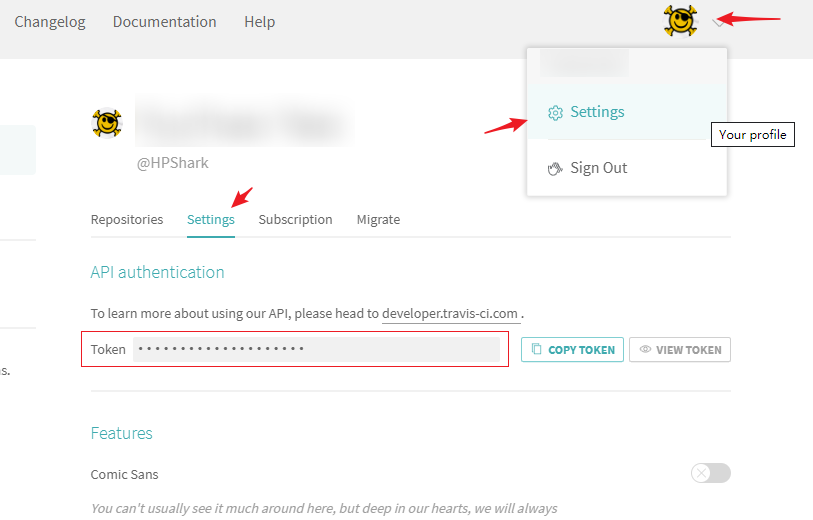 Changelog Documentation Help
Settings
Your profile
Sign Out
@HPShark
Repositories Settings Subscription Migrate
API authentication
To learn more about using our API, please head to developer.travis-ci.com .
Token COPY TOKEN VIEW TOKEN
s.
Features
Comic Sans
You can't usually see it much around here, but deep in our hearts, we will always